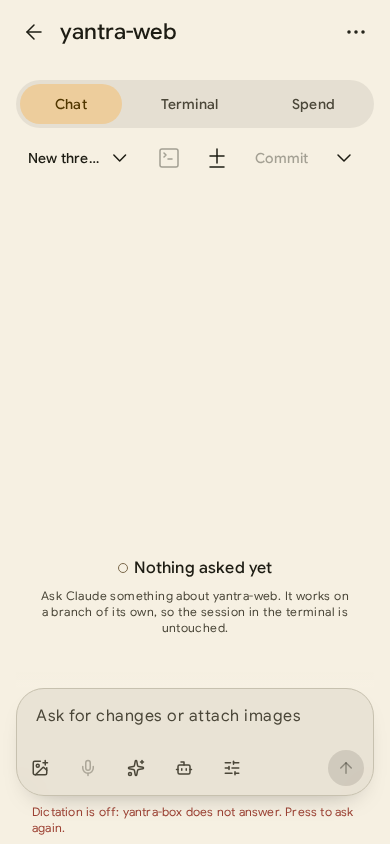 yantra-web
Chat
Terminal
Spend
New thre...
Commit
Nothing asked yet
Ask Claude something about yantra-web. It works on
a branch of its own, so the session in the terminal is
untouched.
Ask for changes or attach images
Dictation is off: yantra-box does not answer. Press to ask
again.